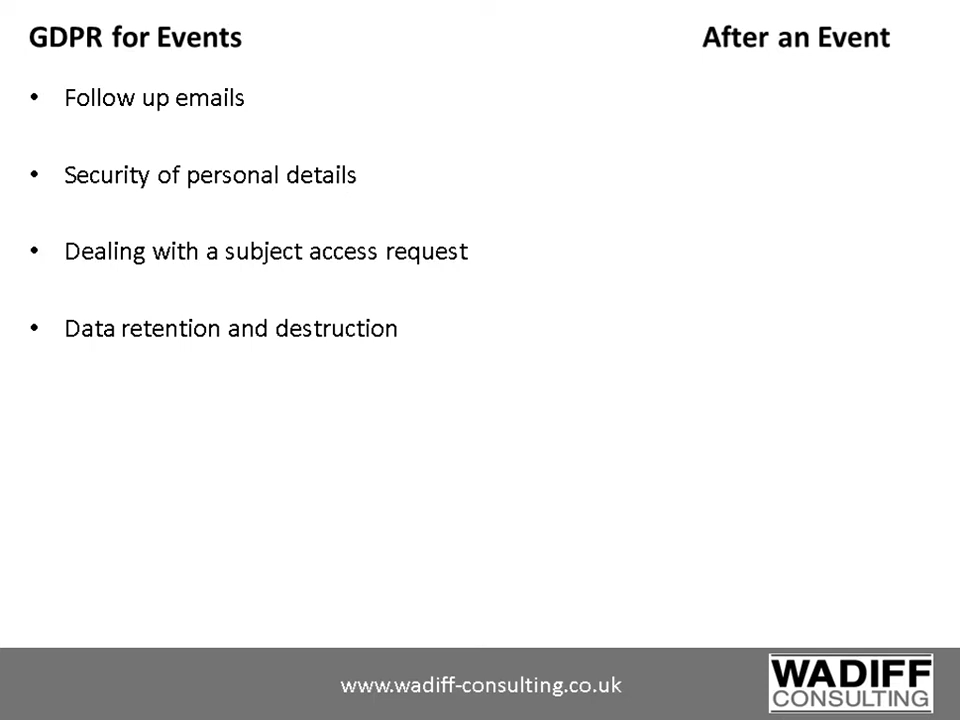 GDPR for Events
After an Event
• Follow up emails
• Security of personal details
• Dealing with a subject access request
• Data retention and destruction
www.wadiff-consulting.co.uk
WADIFF
CONSULTING